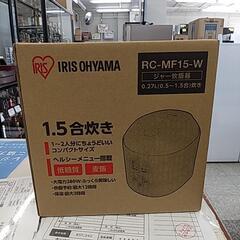 IRIS
IRIS OHYAMA
RC-MF15-W
ジャー炊飯器
0.27L(0.5~1.5合)炊き
1.5合炊き
1~2人分にちょうどいい
コンパクトサイズ
ヘルシーメニュー搭載
低糖質
麦飯